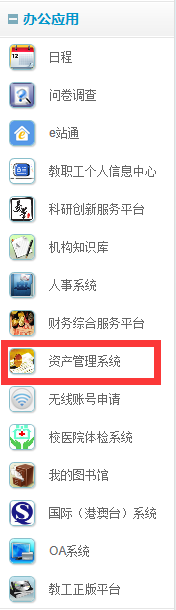 办公应用
日程
问卷调查
e站通
教职工个人信息中心
科研创新服务平台
机构知识库
人事系统
财务综合服务平台
资产管理系统
无线账号申请
校医院体检系统
我的图书馆
国际（港澳台）系统
OA系统
教工正版平台